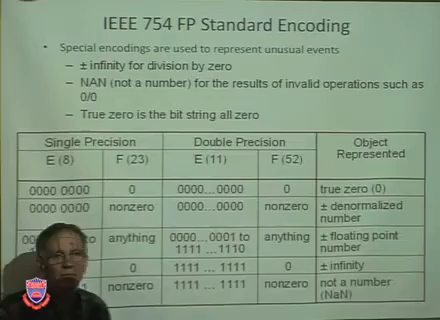 IEEE 754 FP Standard Encoding
• Special encodings are used to represent unusual events
– ± infinity for division by zero
– NAN (not a number) for the results of invalid operations such as
0/0
– True zero is the bit string all zero
Single Precision Double Precision Object
Represented
E (8) F (23) E (11) F (52)
0000 0000 0 0000...0000 0 true zero (0)
0000 0000 nonzero 0000...0000 nonzero ± denormalized
number
to anything 0000...0001 to
1111 ... 1110 anything ± floating point
number
0 1111 ... 1111 0 ± infinity
nonzero 1111 ... 1111 nonzero not a number
(NaN)